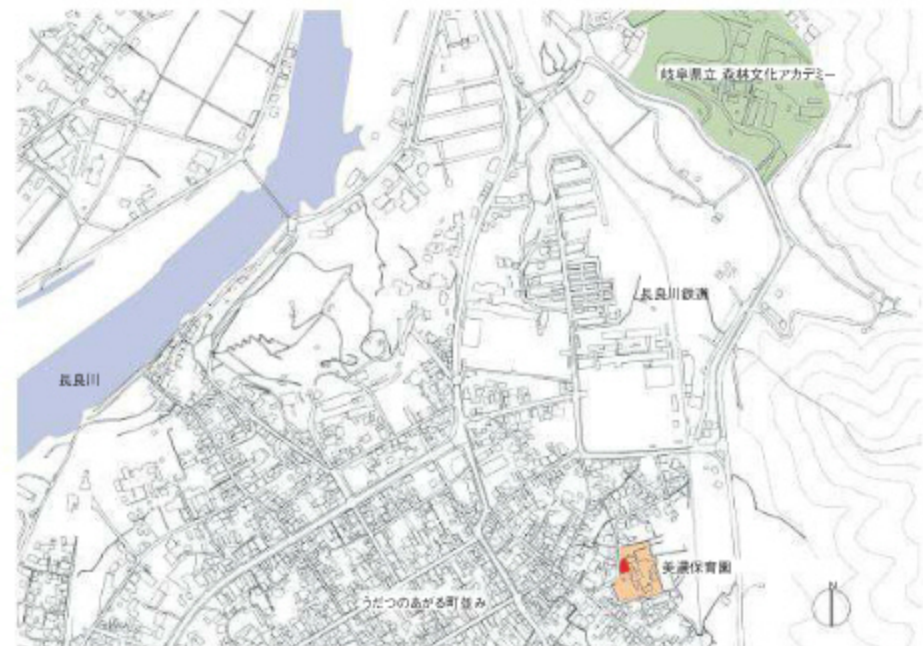 岐阜県立 森林文化アカデミー
長良川鉄道
長良川
美濃保育園
うだつのあがる町並み
N